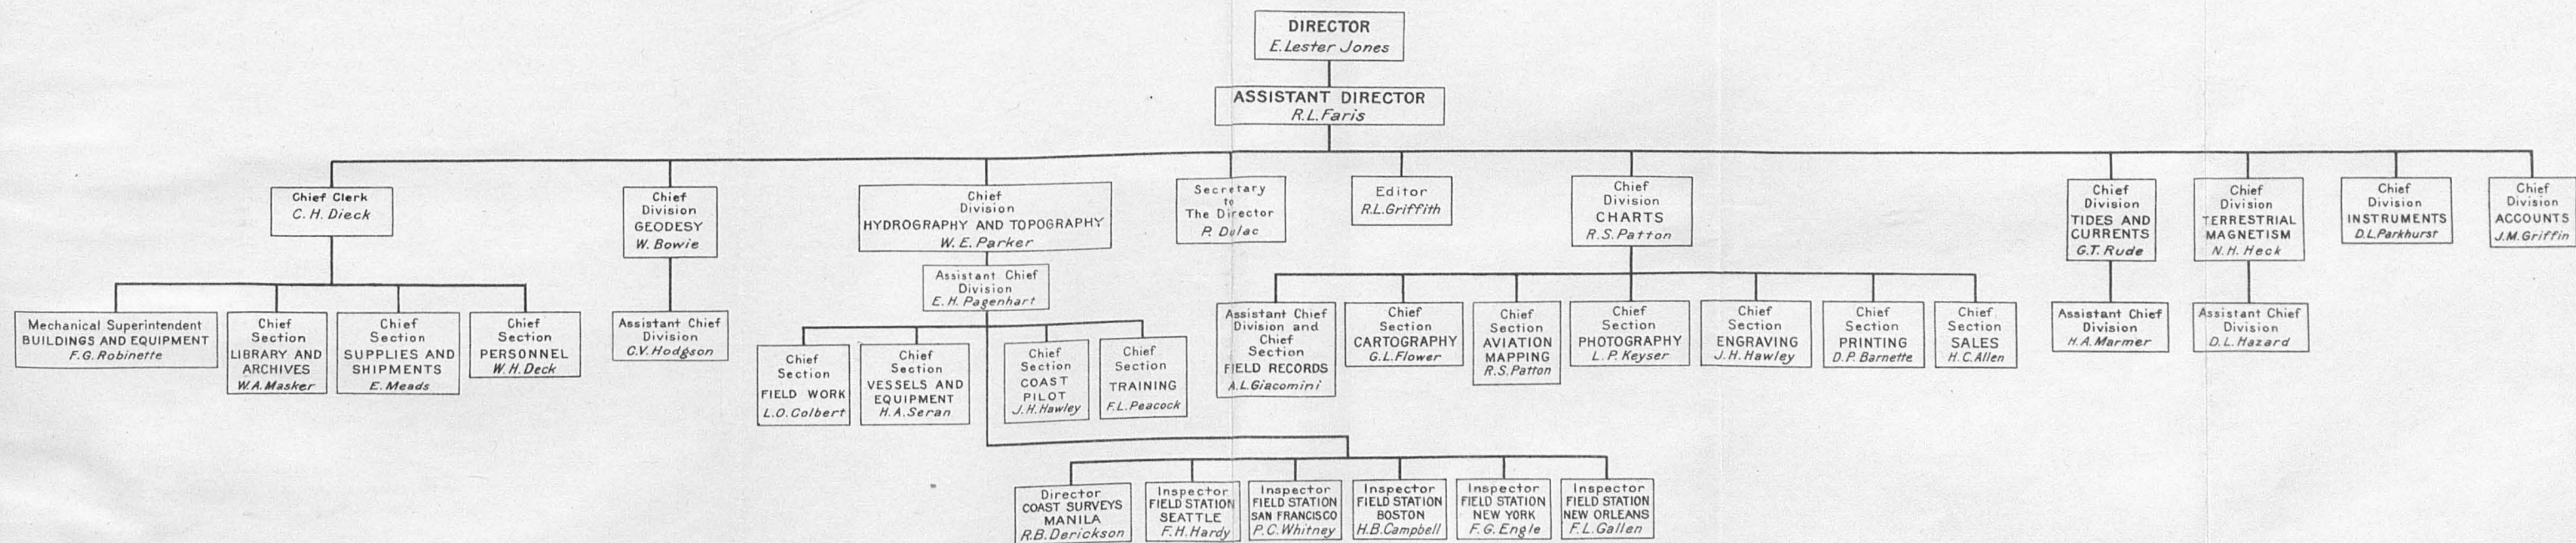 DIRECTOR
E. Lester Jones
ASSISTANT DIRECTOR
R.L. Faris
Chief Clerk
C. H. Dieck
Chief
Division
GEODESY
W. Bowie
Chief
Division
HYDROGRAPHY AND TOPOGRAPHY
W. E. Parker
Secretary
to
The Director
P. Dulac
Editor
R.L. Griffith
Chief
Division
CHARTS
R.S. Patton
Chief
Division
TIDES AND
CURRENTS
G.T. Rude
Chief
Division
TERRESTRIAL
MAGNETISM
N.H. Heck
Chief
Division
INSTRUMENTS
D.L. Parkhurst
Chief
Division
ACCOUNTS
J.M. Griffin
Assistant Chief
Division
E. H. Pagenhart
Mechanical Superintendent
BUILDINGS AND EQUIPMENT
F.G. Robinette
Chief
Section
LIBRARY AND
ARCHIVES
W.A. Masker
Chief
Section
SUPPLIES AND
SHIPMENTS
E. Meads
Chief
Section
PERSONNEL
W.H. Deck
Assistant Chief
Division
C.V. Hodgson
Chief
Section
FIELD WORK
L.O. Colbert
Chief
Section
VESSELS AND
EQUIPMENT
H.A. Seran
Chief
Section
COAST
PILOT
J.H. Hawley
Chief
Section
TRAINING
F.L. Peacock
Assistant Chief
Division and
Chief
Section
FIELD RECORDS
A.L. Giacomini
Chief
Section
CARTOGRAPHY
G.L. Flower
Chief
Section
AVIATION
MAPPING
R.S. Patton
Chief
Section
PHOTOGRAPHY
L. P. Keyser
Chief
Section
ENGRAVING
J.H. Hawley
Chief
Section
PRINTING
D.P. Barnette
Chief
Section
SALES
H.C. Allen
Assistant Chief
Division
H.A. Marmer
Assistant Chief
Division
D.L. Hazard
Director
COAST SURVEYS
MANILA
R.B. Derickson
Inspector
FIELD STATION
SEATTLE
F.H. Hardy
Inspector
FIELD STATION
SAN FRANCISCO
P.C. Whitney
Inspector
FIELD STATION
BOSTON
H.B. Campbell
Inspector
FIELD STATION
NEW YORK
F.G. Engle
Inspector
FIELD STATION
NEW ORLEANS
F.L. Gallen